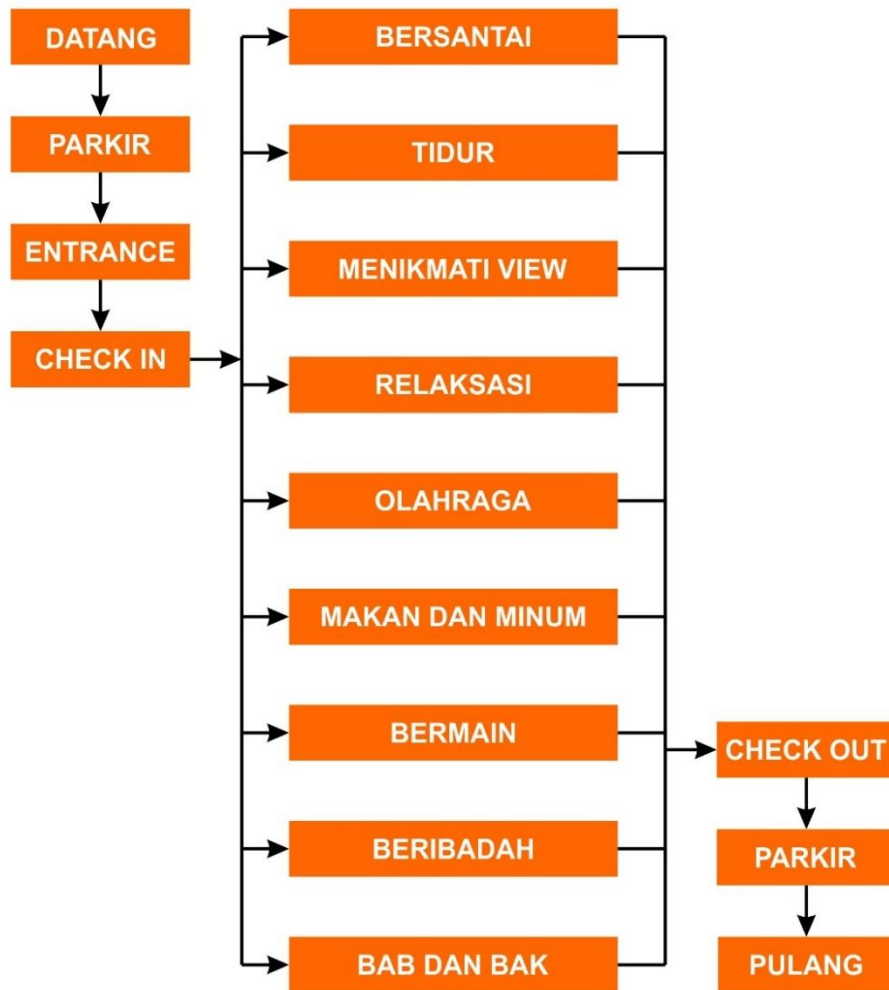 DATANG
PARKIR
ENTRANCE
CHECK IN
BERSANTAI
TIDUR
MENIKMATI VIEW
RELAKSASI
OLAHRAGA
MAKAN DAN MINUM
BERMAIN
BERIBADAH
BAB DAN BAK
CHECK OUT
PARKIR
PULANG